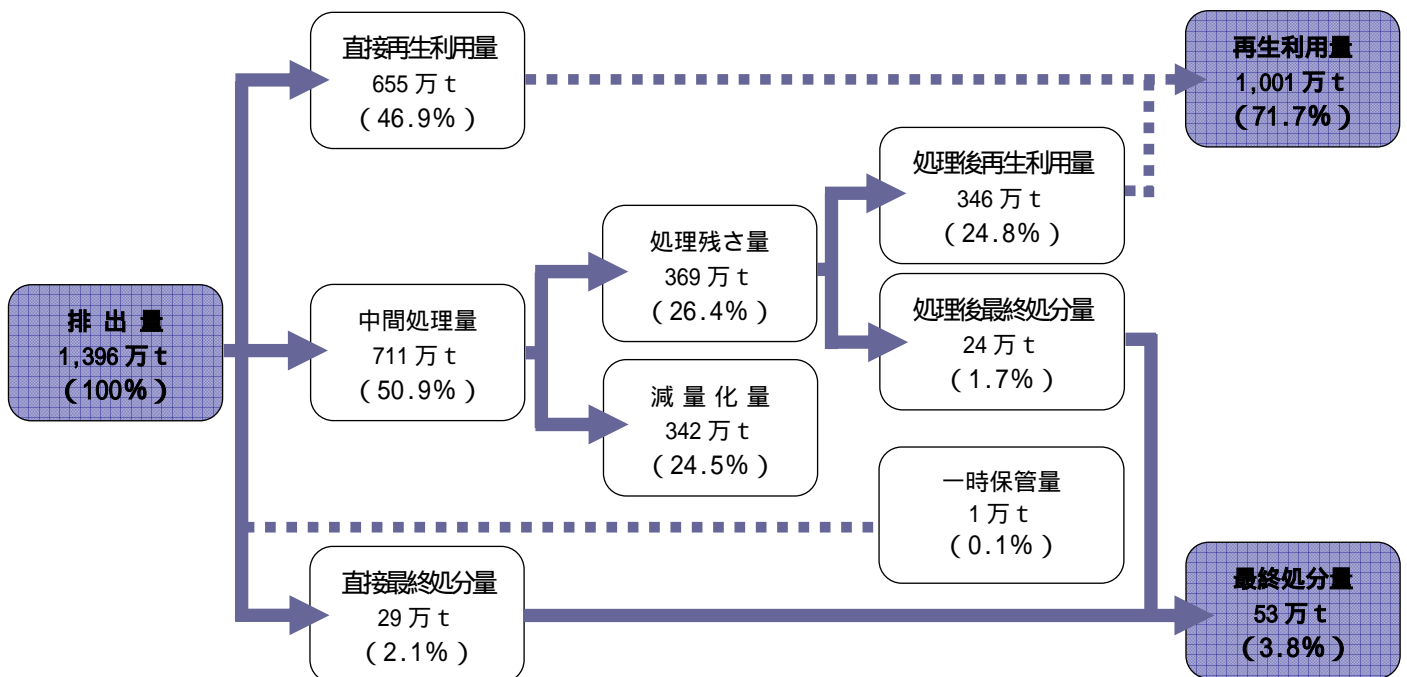 直接再生利用量
655 万 t
(46.9%)
再生利用量
1,001 万 t
(71.7%)
処理後再生利用量
346 万 t
(24.8%)
処理残さ量
369 万 t
(26.4%)
排 出 量
1,396 万 t
(100%)
中間処理量
711 万 t
(50.9%)
処理後最終処分量
24 万 t
(1.7%)
減 量 化 量
342 万 t
(24.5%)
一時保管量
1 万 t
(0.1%)
直接最終処分量
29 万 t
(2.1%)
最終処分量
53 万 t
(3.8%)